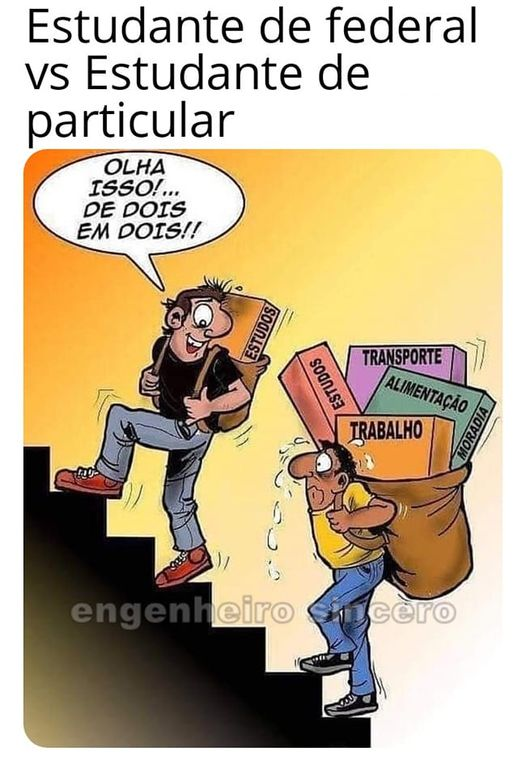 Estudante de federal
vs Estudante de
particular
OLHA
ISSO!...
DE DOIS
EM DOIS!!
ESTUDOS
ESTUDOS
TRANSPORTE
ALIMENTAÇÃO
TRABALHO
MORADIA
engenheiro sincero